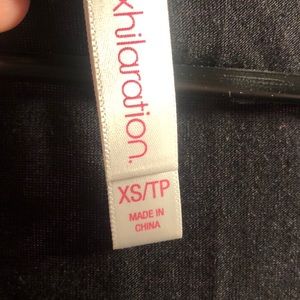 xhilaration.
XS/TP
MADE IN
CHINA